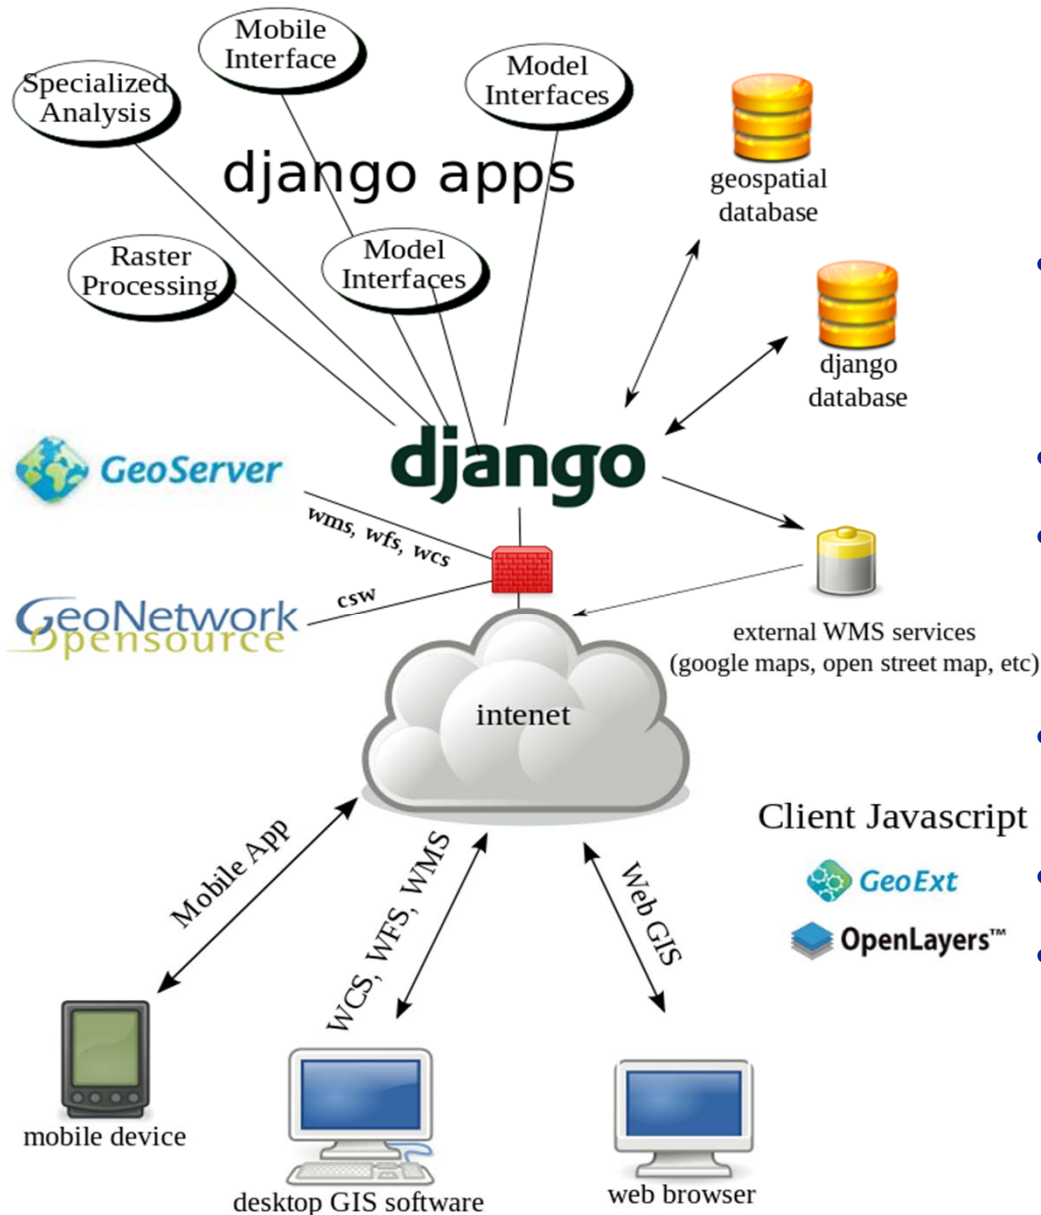 Mobile
Interface
Specialized
Analysis
Model
Interfaces
django apps
geospatial
database
Raster
Processing
Model
Interfaces
django
database
django
GeoServer
wms, wfs, wcs
csw
GeoNetwork
Opensource
external WMS services
(google maps, open street map, etc)
intenet
Client Javascript
GeoExt
OpenLayers™
Mobile App
WCS, WFS, WMS
Web GIS
mobile device
desktop GIS software
web browser